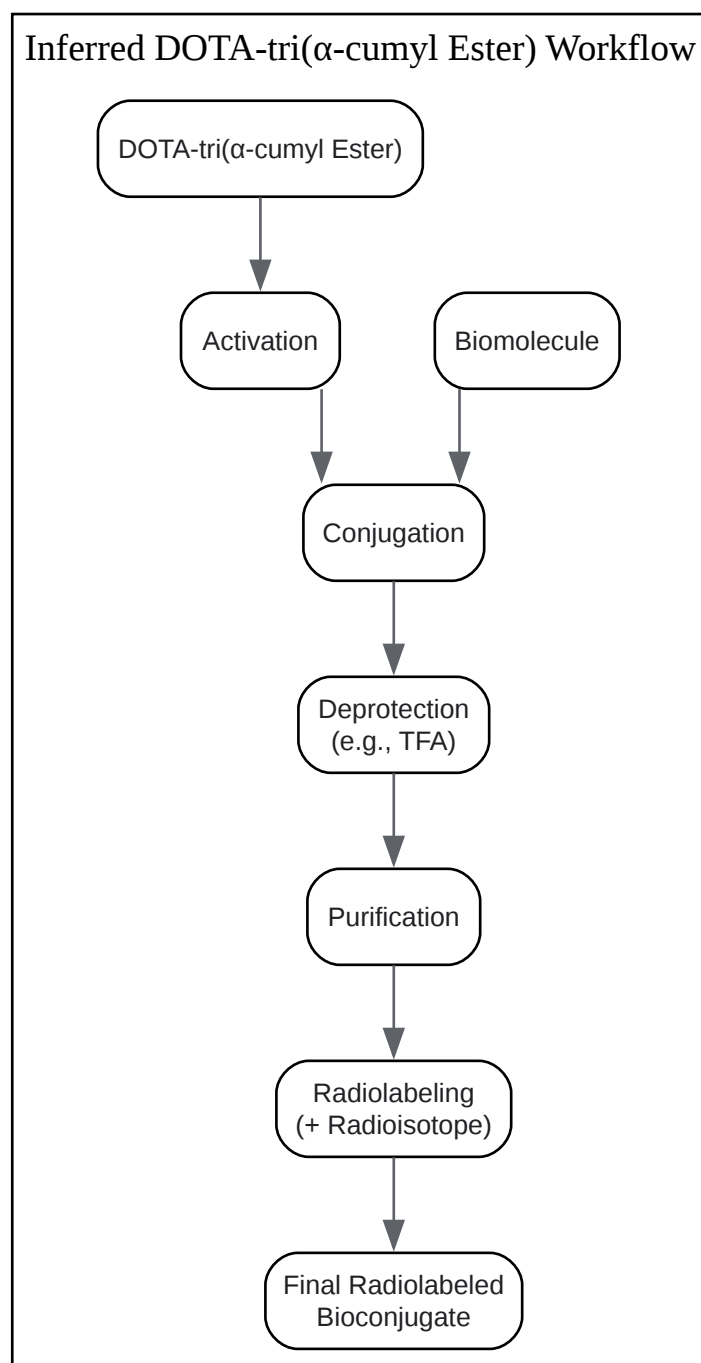 Inferred DOTA-tri(α-cumyl Ester) Workflow
DOTA-tri(α-cumyl Ester)
Activation
Biomolecule
Conjugation
Deprotection
(e.g., TFA)
Purification
Radiolabeling
(+ Radioisotope)
Final Radiolabeled
Bioconjugate